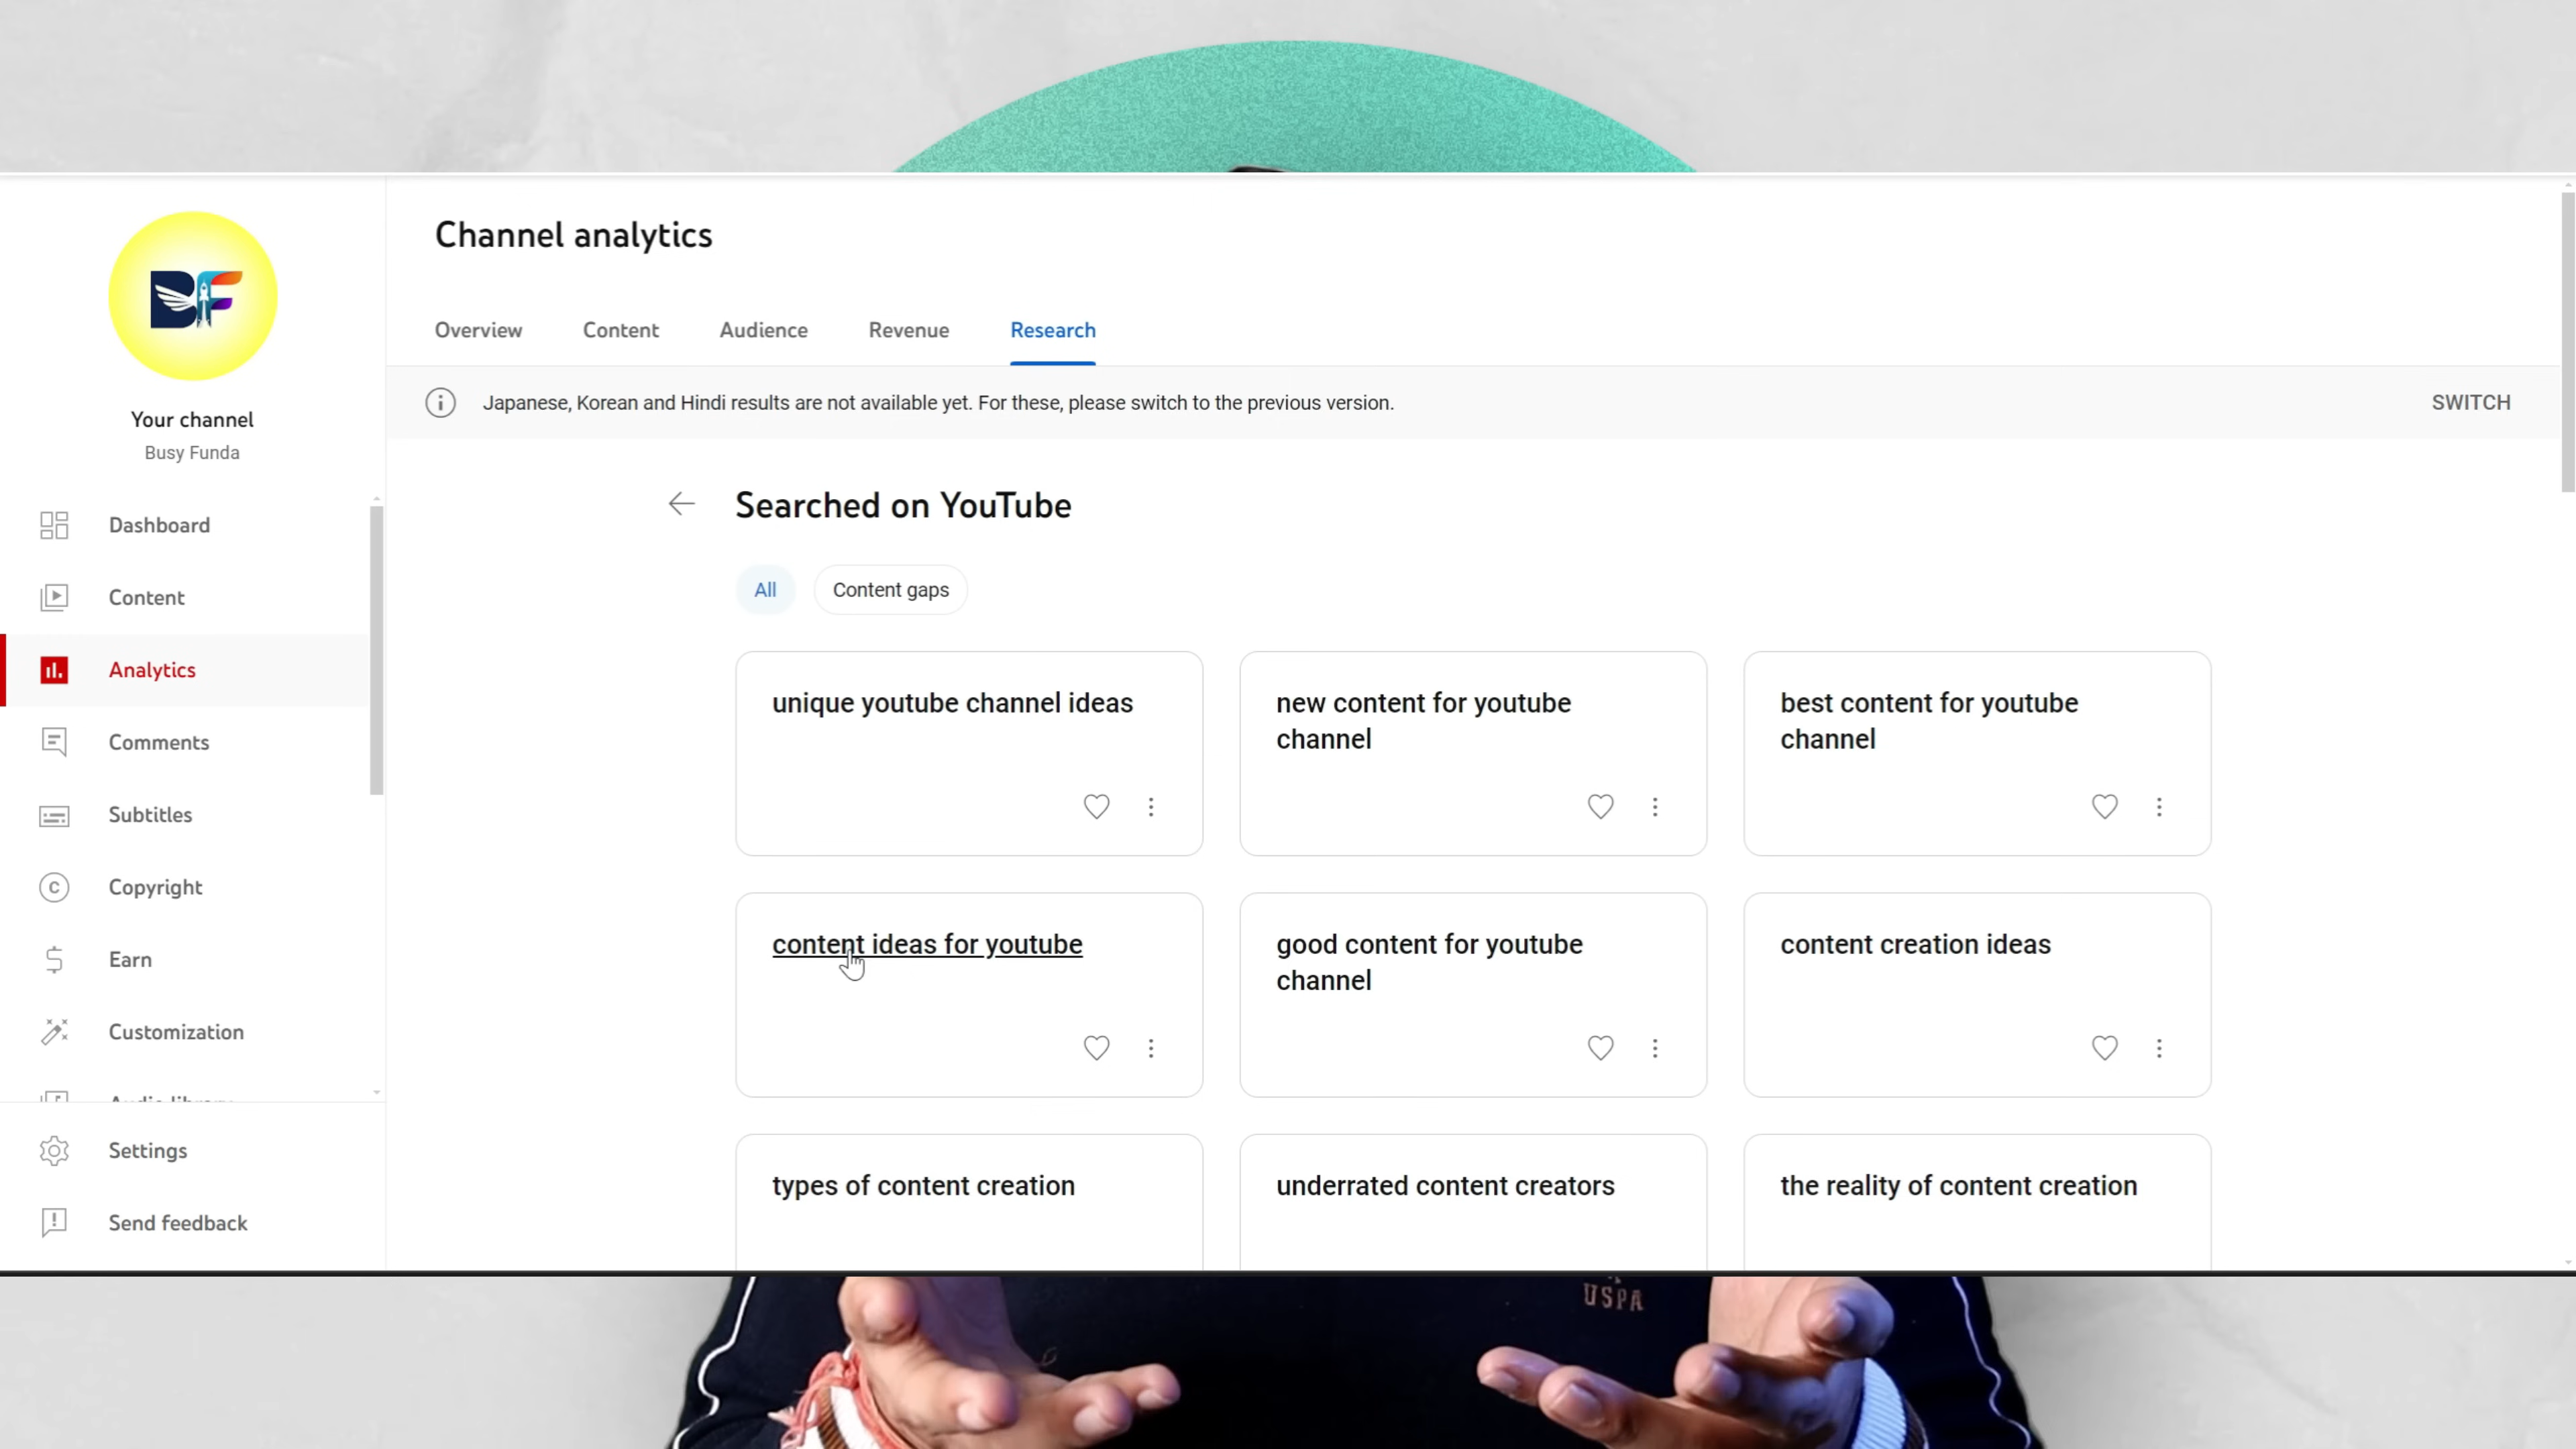 Channel analytics
Overview Content Audience Revenue Research
Japanese, Korean and Hindi results are not available yet. For these, please switch to the previous version. SWITCH
BF
Your channel
Busy Funda
Dashboard
Content
Analytics
Comments
Subtitles
Copyright
Earn
Customization
Audio library
Settings
Send feedback
Searched on YouTube
All Content gaps
unique youtube channel ideas
new content for youtube
channel
best content for youtube
channel
content ideas for youtube
good content for youtube
channel
content creation ideas
types of content creation
underrated content creators
the reality of content creation
USPA